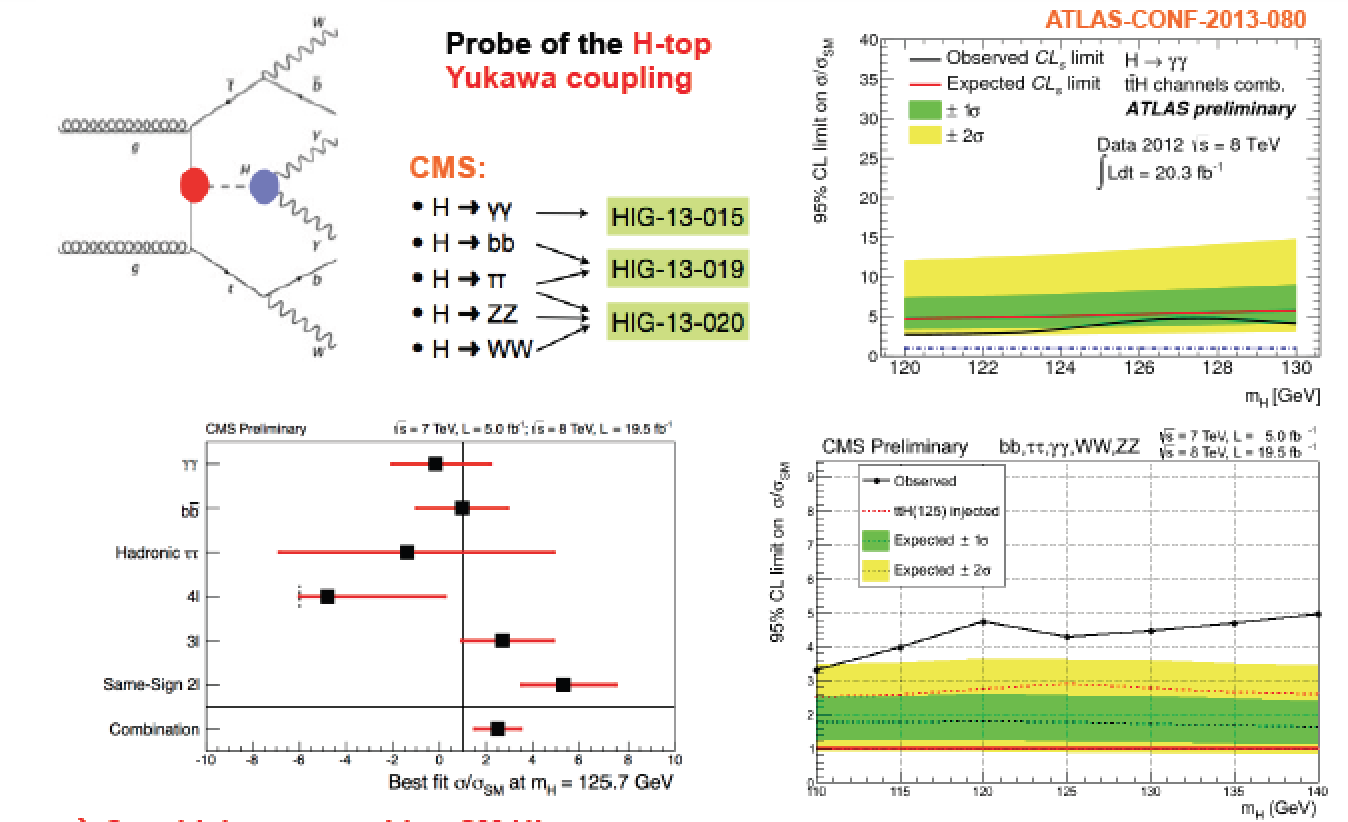 ATLAS-CONF-2013-080
Probe of the H-top
Yukawa coupling
CMS:
• H → γγ
• H → bb
• H → ττ
• H → ZZ
• H → WW
HIG-13-015
HIG-13-019
HIG-13-020
W
t̄
b̄
g
γ
H
γ
g
t
b
W
95% CL limit on σ/σSM
40
35
30
25
20
15
10
5
0
Observed CLs limit
Expected CLs limit
± 1σ
± 2σ
H → γγ
tt̄H channels comb.
ATLAS preliminary
Data 2012 √s = 8 TeV
∫Ldt = 20.3 fb⁻¹
120 122 124 126 128 130
mH [GeV]
CMS Preliminary √s = 7 TeV, L = 5.0 fb⁻¹; √s = 8 TeV, L = 19.5 fb⁻¹
γγ
bb̄
Hadronic ττ
4l
3l
Same-Sign 2l
Combination
-10 -8 -6 -4 -2 0 2 4 6 8 10
Best fit σ/σSM at mH = 125.7 GeV
CMS Preliminary bb,ττ,γγ,WW,ZZ
√s = 7 TeV, L = 5.0 fb⁻¹
√s = 8 TeV, L = 19.5 fb⁻¹
95% CL limit on σ/σSM
9
8
7
6
5
4
3
2
1
0
Observed
tt̄H(125) injected
Expected ± 1σ
Expected ± 2σ
110 115 120 125 130 135 140
mH (GeV)